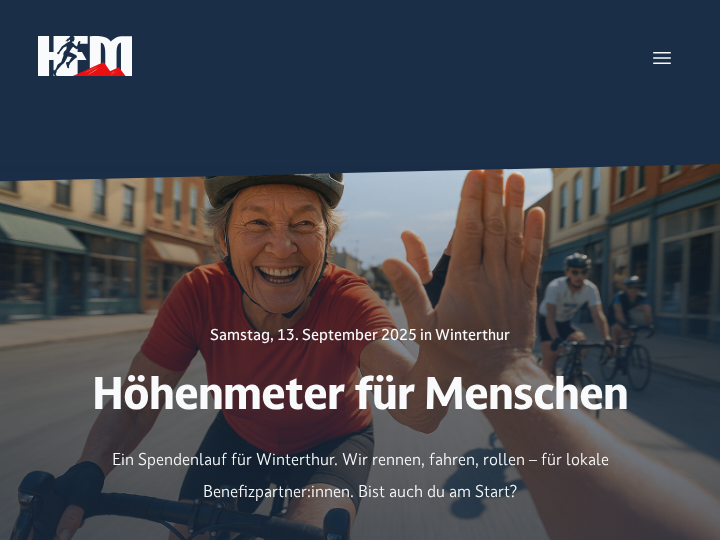 HFM
Samstag, 13. September 2025 in Winterthur
Höhenmeter für Menschen
Ein Spendenlauf für Winterthur. Wir rennen, fahren, rollen – für lokale
Benefizpartner:innen. Bist auch du am Start?